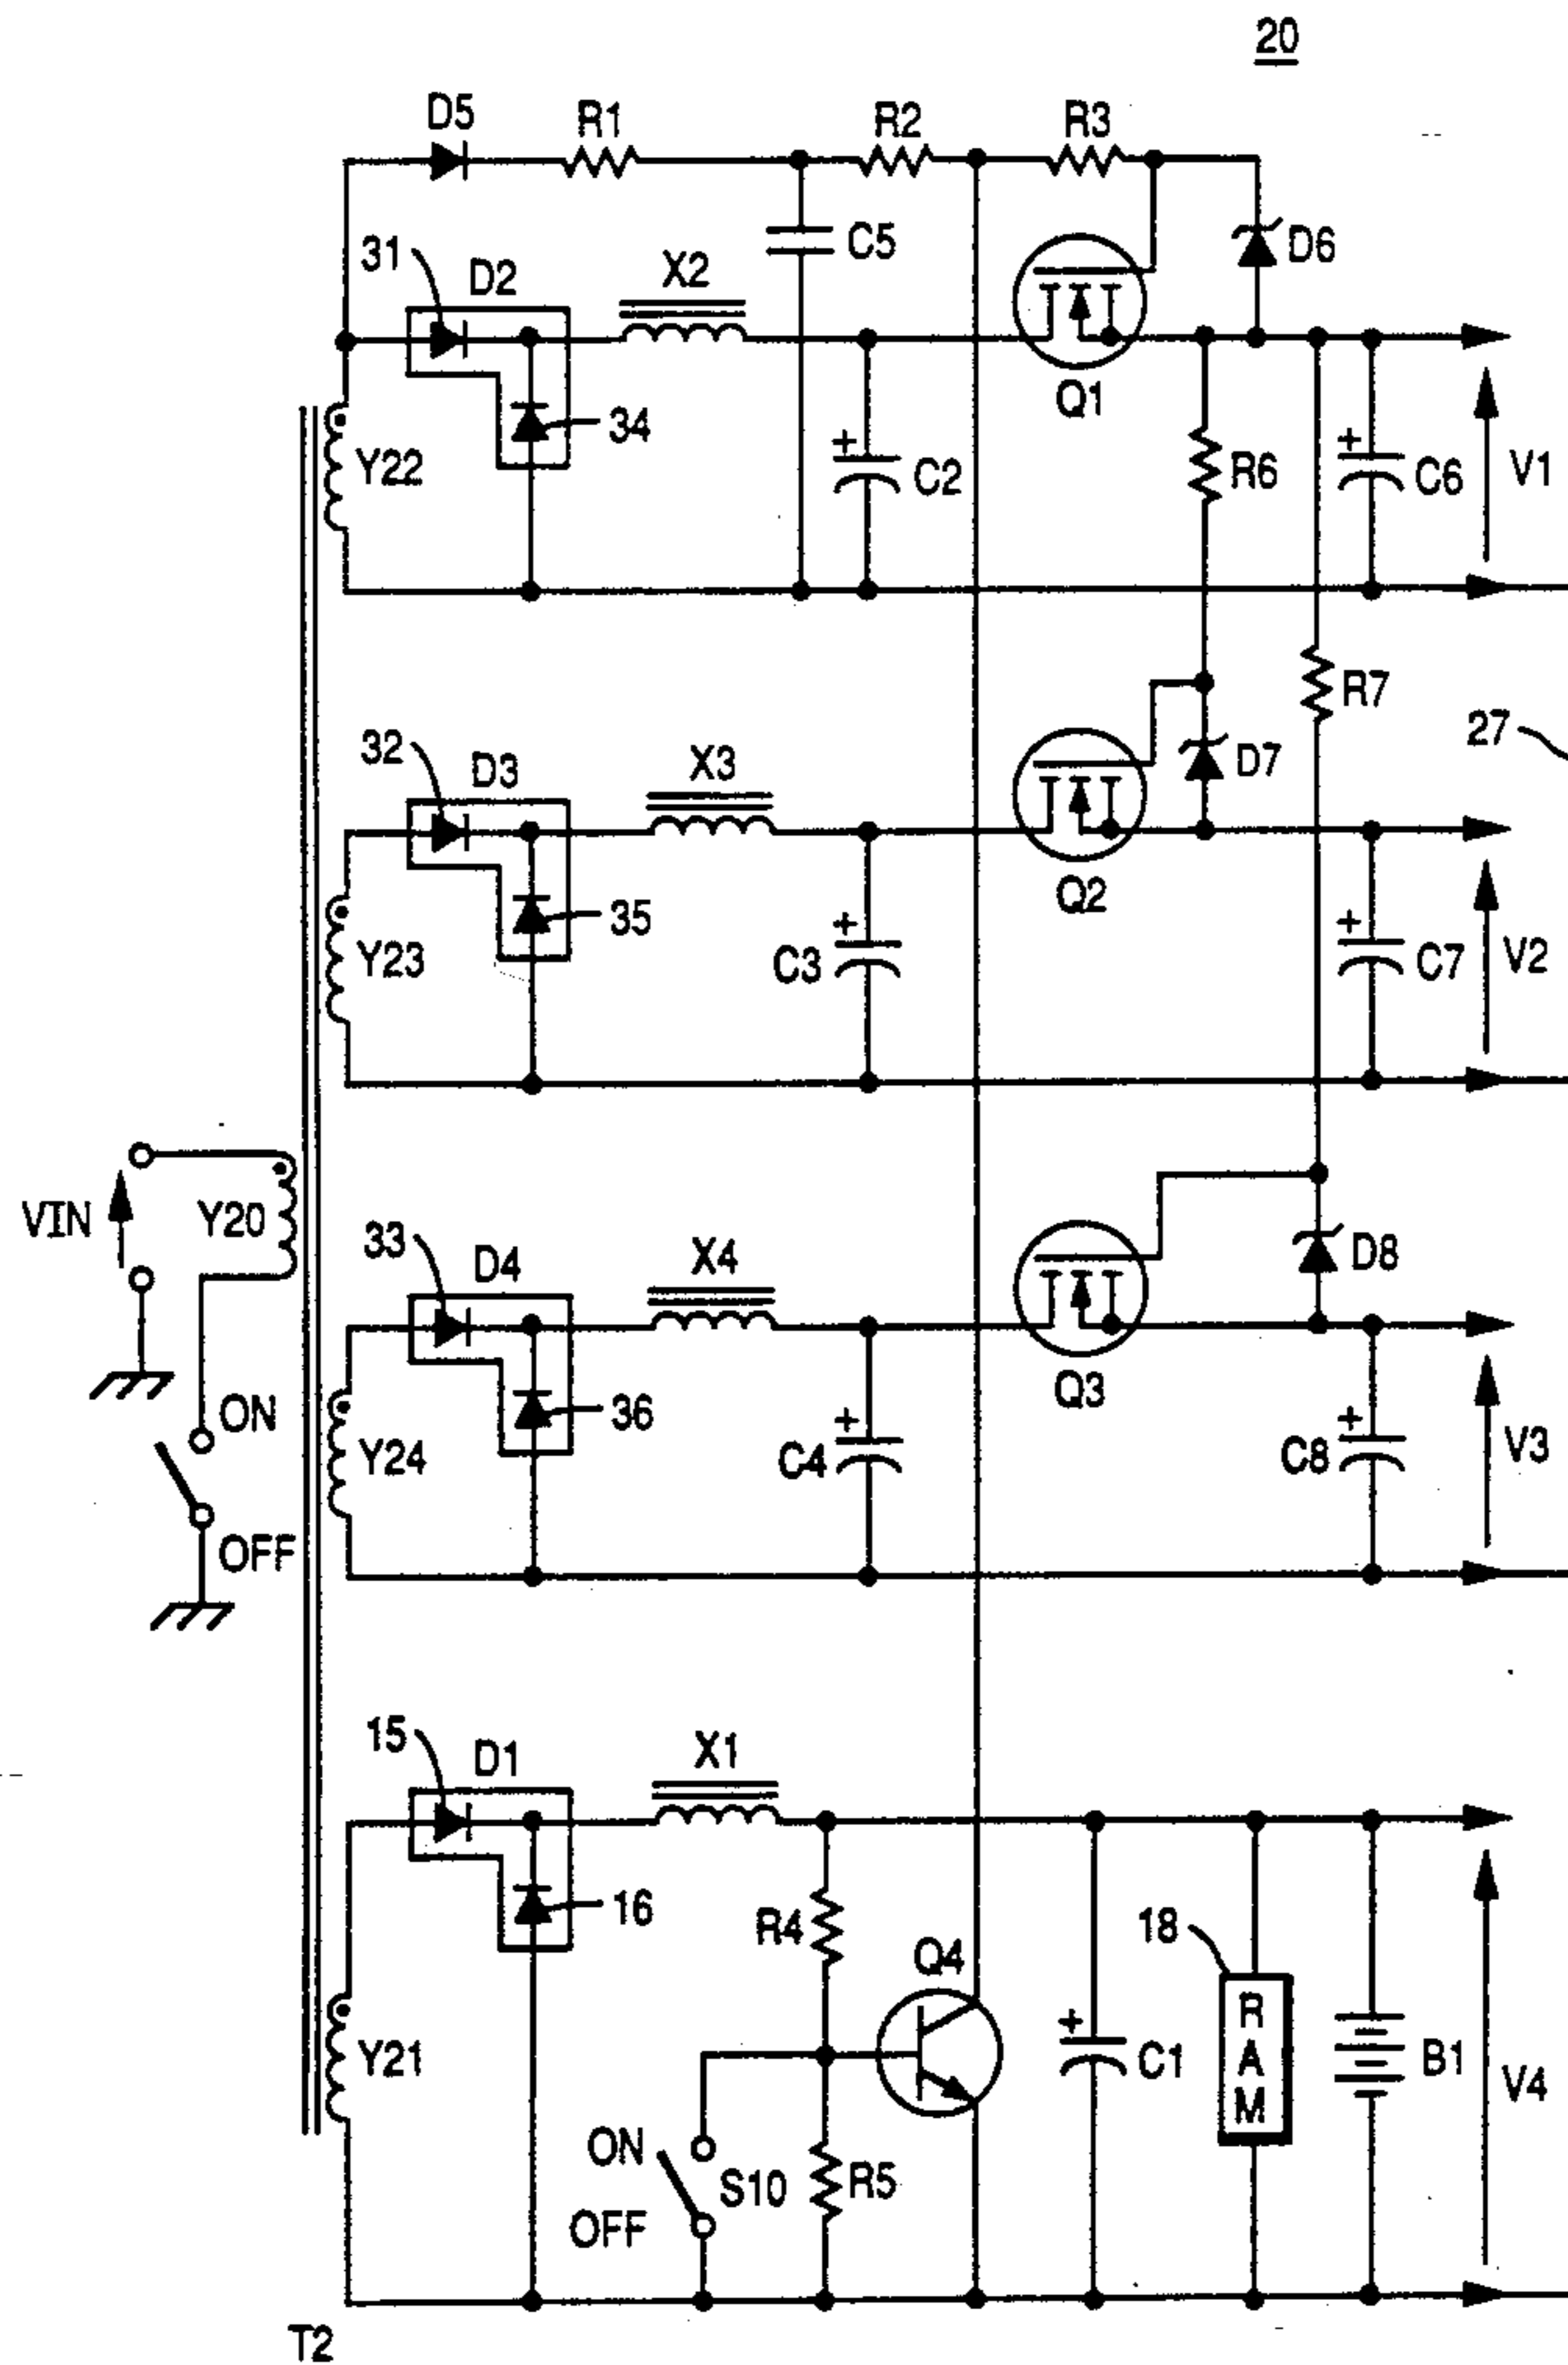 20
D5 R1 R2 R3
31 D2 X2 C5 D6
Q1
34
Y22 C2 R6 C6 V1
R7
27
32 D3 X3 D7
Q2
35
Y23 C3 C7 V2
VIN Y20
33 D4 X4 D8
Q3
ON
36
Y24 C4 C8 V3
OFF
15 D1 X1
16 R4 18
Q4
R
A
M
Y21 C1 B1 V4
ON
S10 R5
OFF
T2